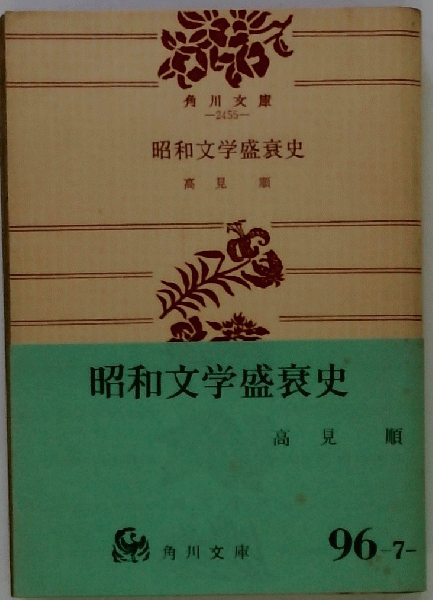 角川文庫
—2455—
昭和文学盛衰史
高見順
昭和文学盛衰史
高見順
角川文庫
96-7-